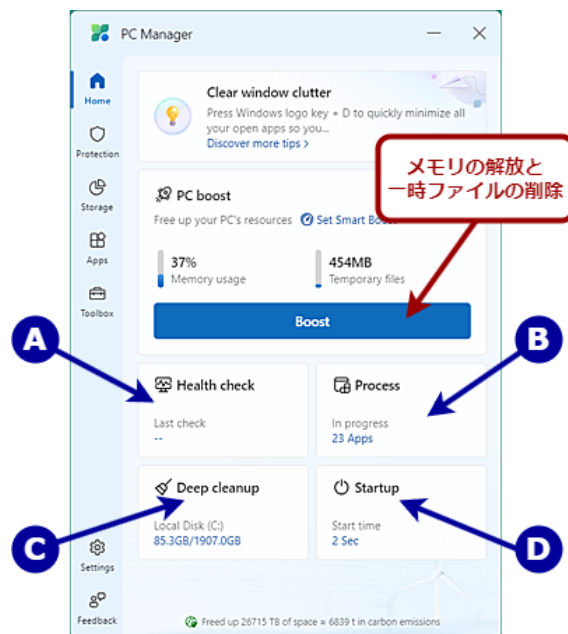 PC Manager
Home
Protection
Storage
Apps
Toolbox
Settings
Feedback
Clear window clutter
Press Windows logo key + D to quickly minimize all
your open apps so you...
Discover more tips >
メモリの解放と
一時ファイルの削除
PC boost
Free up your PC's resources Set Smart
37%
Memory usage
454MB
Temporary files
Boost
A
B
Health check
Last check
--
Process
In progress
23 Apps
C
D
Deep cleanup
Local Disk (C:)
85.3GB/1907.0GB
Startup
Start time
2 Sec
Freed up 26715 TB of space ≈ 6839 t in carbon emissions